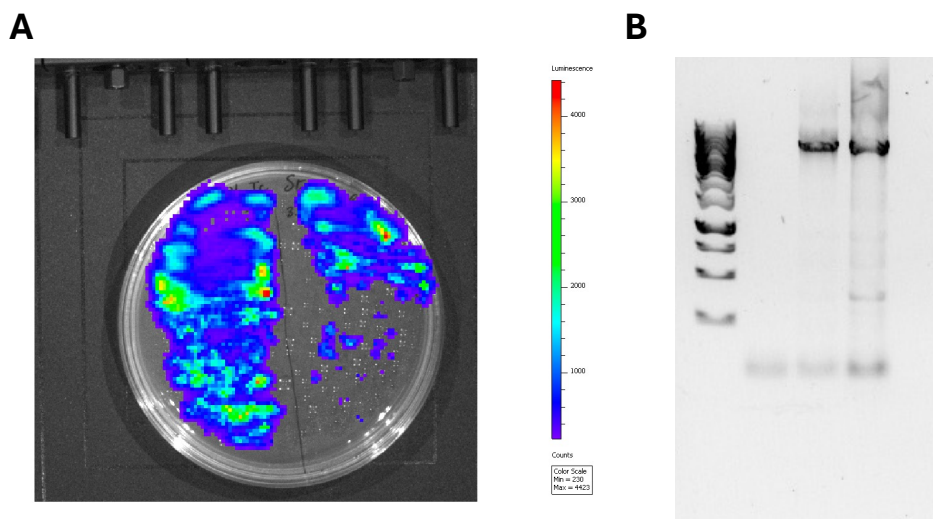 A
B
Luminescence
4000
3000
2000
1000
Counts
Color Scale
Min = 230
Max = 4423